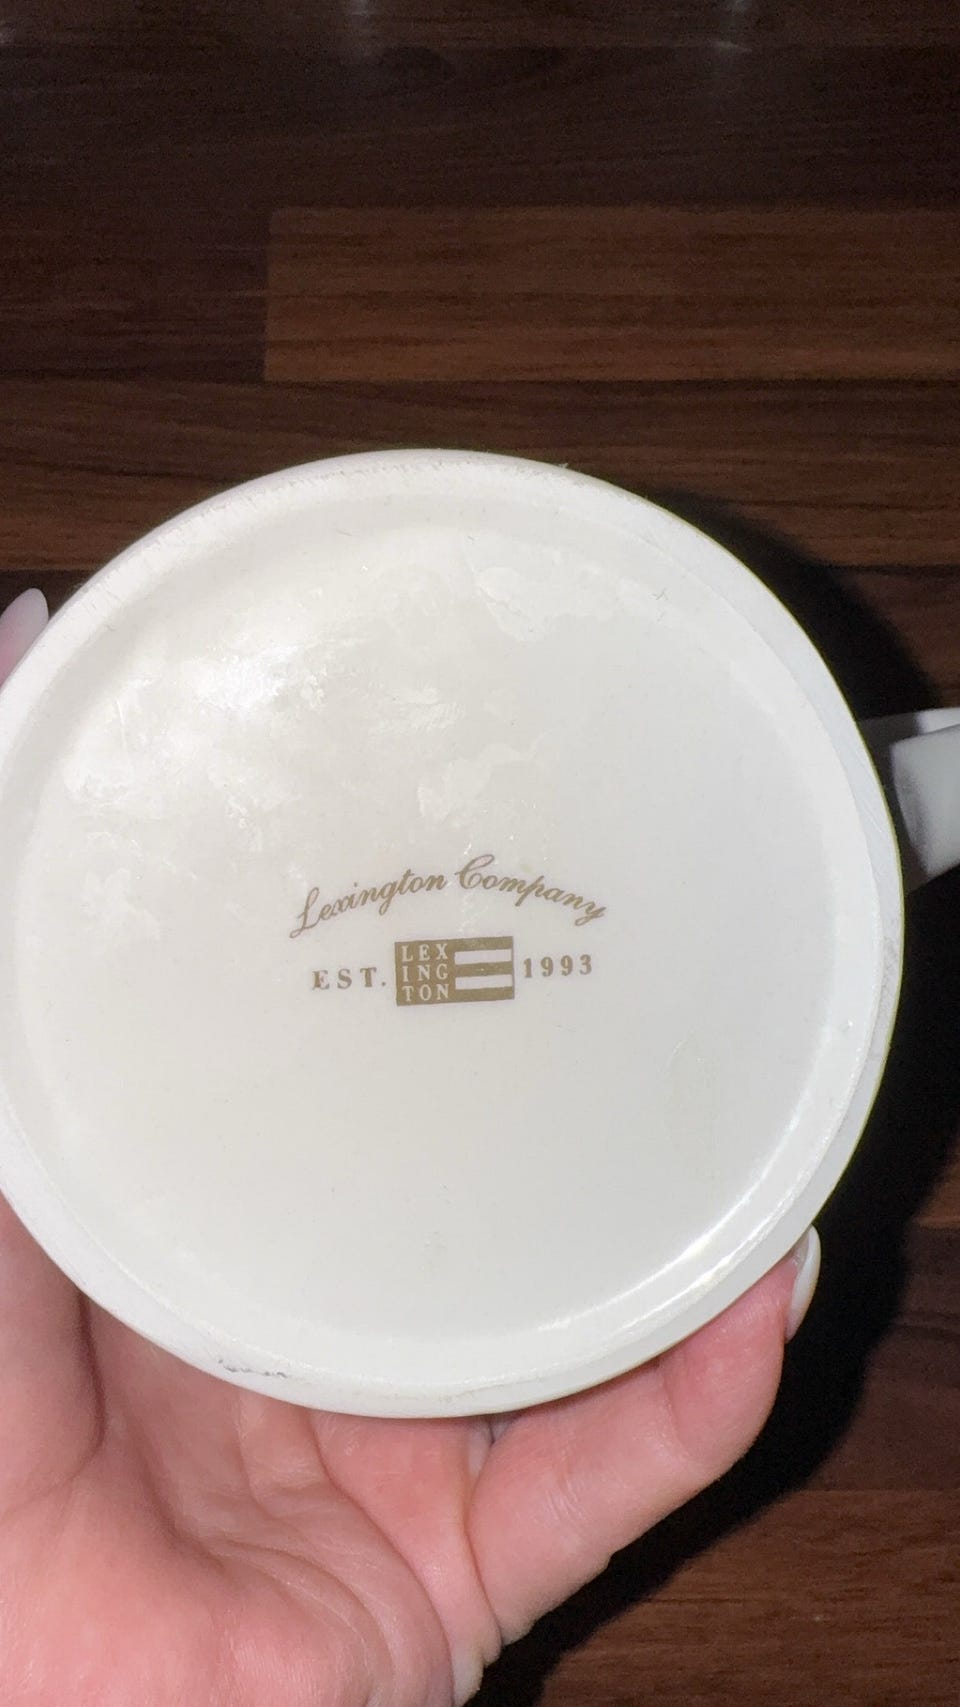 Lexington Company
EST. LEX ING TON 1993